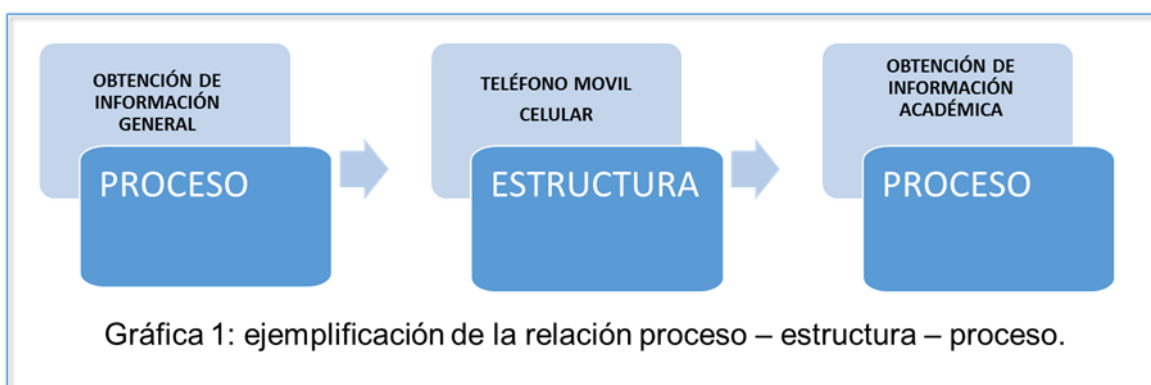 OBTENCIÓN DE
INFORMACIÓN
GENERAL
PROCESO
TELÉFONO MOVIL
CELULAR
ESTRUCTURA
OBTENCIÓN DE
INFORMACIÓN
ACADÉMICA
PROCESO
Gráfica 1: ejemplificación de la relación proceso – estructura – proceso.